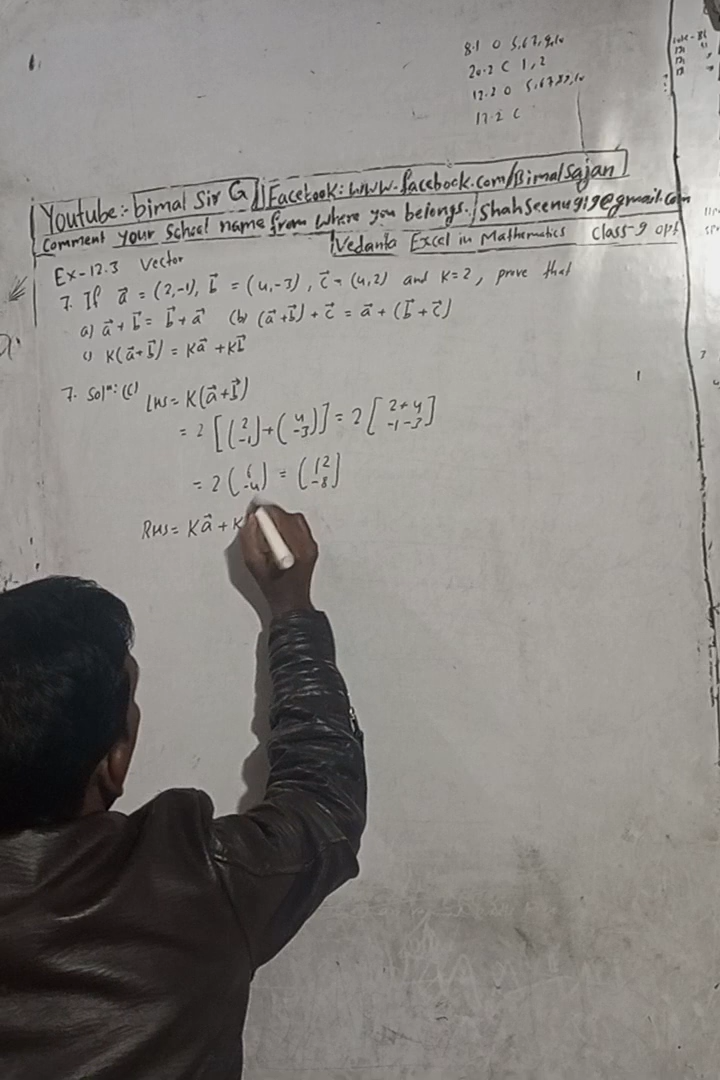 8.1 O 5,6,7,9,10
20.2 C 1,2
12.2 O 5,6,7,8,9,10
17.2 C
Youtube:- bimal Sir G || Facebook: www.facebook.com/Bimalsajan
Comment your School name from where you belongs. / Shahseenu919@gmail.com
Vedanta Excel in Mathematics Class-9 opt
Ex-12.3 Vector
7. If a⃗ = (2,-1), b⃗ = (4,-3), c⃗ = (4,2) and K=2, prove that
a) a⃗ + b⃗ = b⃗ + a⃗ (b) (a⃗+b⃗) + c⃗ = a⃗ + (b⃗ + c⃗)
c) K(a⃗+b⃗) = Ka⃗ + Kb⃗
7. Solⁿ: (c) LHS = K(a⃗+b⃗)
= 2 [(2 -1) + (4 -3)] = 2 [2+4 -1-3]
= 2 (6 -4) = (12 -8)
RHS = Ka⃗ + K